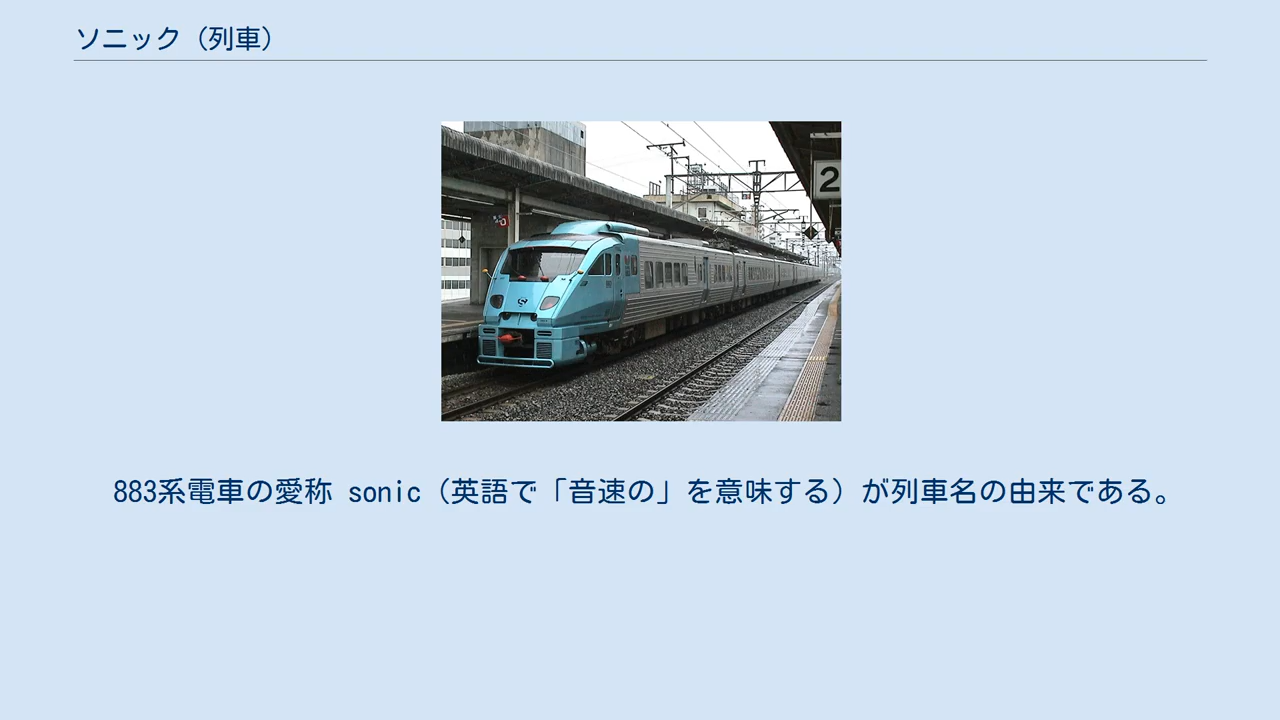 ソニック（列車）
2
883系電車の愛称 sonic（英語で「音速の」を意味する）が列車名の由来である。